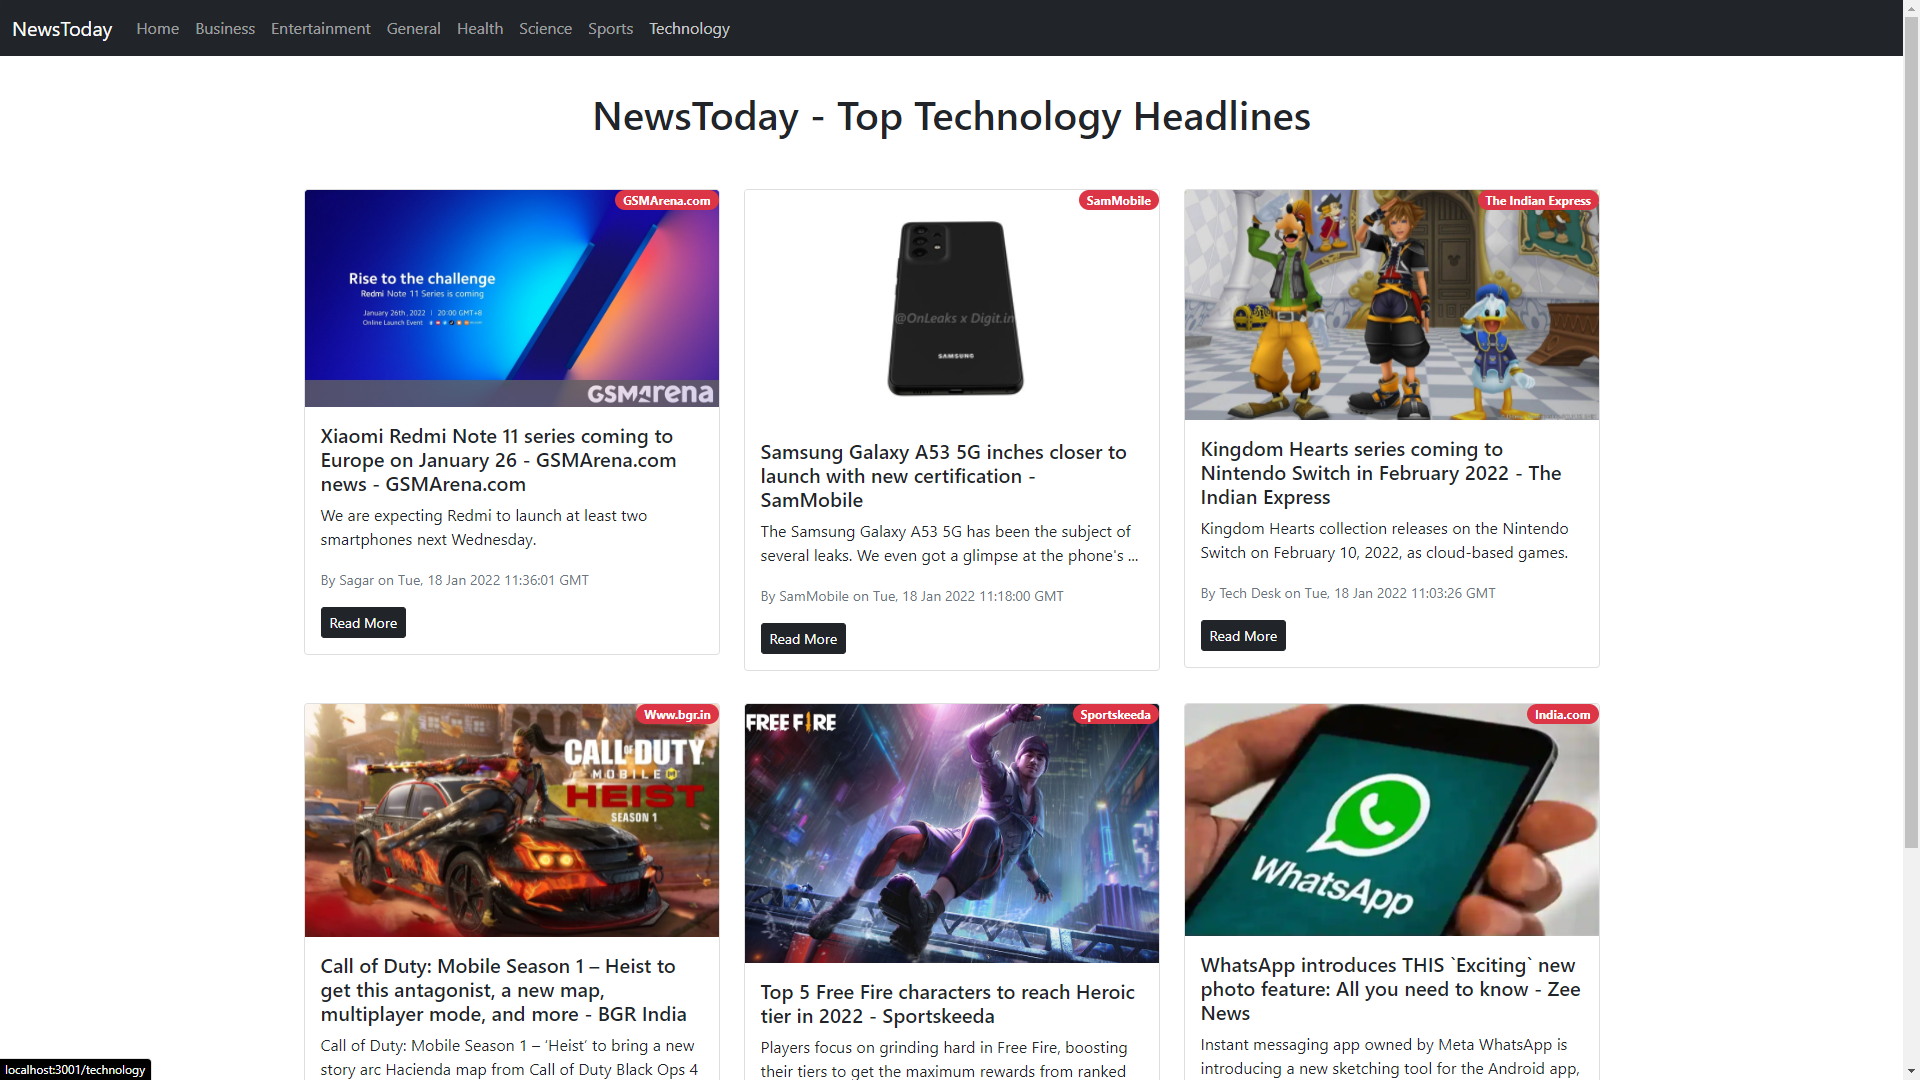 NewsToday Home Business Entertainment General Health Science Sports Technology
NewsToday - Top Technology Headlines
GSMArena.com
Rise to the challenge
Redmi Note 11 Series is coming
January 26th, 2022 | 20:00 GMT+8
Online Launch Event
GSMArena
Xiaomi Redmi Note 11 series coming to
Europe on January 26 - GSMArena.com
news - GSMArena.com
We are expecting Redmi to launch at least two
smartphones next Wednesday.
By Sagar on Tue, 18 Jan 2022 11:36:01 GMT
Read More
SamMobile
@OnLeaks x Digit.in
SAMSUNG
Samsung Galaxy A53 5G inches closer to
launch with new certification -
SamMobile
The Samsung Galaxy A53 5G has been the subject of
several leaks. We even got a glimpse at the phone's ...
By SamMobile on Tue, 18 Jan 2022 11:18:00 GMT
Read More
The Indian Express
Kingdom Hearts series coming to
Nintendo Switch in February 2022 - The
Indian Express
Kingdom Hearts collection releases on the Nintendo
Switch on February 10, 2022, as cloud-based games.
By Tech Desk on Tue, 18 Jan 2022 11:03:26 GMT
Read More
Www.bgr.in
CALL OF DUTY
MOBILE
HEIST
SEASON 1
Call of Duty: Mobile Season 1 – Heist to
get this antagonist, a new map,
multiplayer mode, and more - BGR India
Call of Duty: Mobile Season 1 – ‘Heist’ to bring a new
story arc Hacienda map from Call of Duty Black Ops 4
Sportskeeda
FREE FIRE
Top 5 Free Fire characters to reach Heroic
tier in 2022 - Sportskeeda
Players focus on grinding hard in Free Fire, boosting
their tiers to get the maximum rewards from ranked
India.com
WhatsApp
WhatsApp introduces THIS `Exciting` new
photo feature: All you need to know - Zee
News
Instant messaging app owned by Meta WhatsApp is
introducing a new sketching tool for the Android app,
localhost:3001/technology